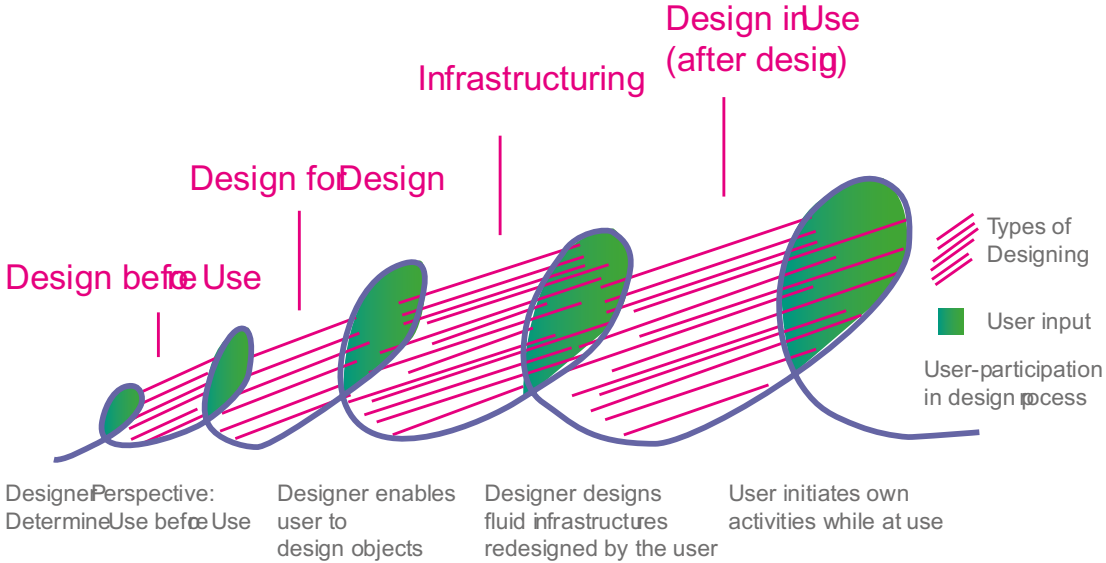 Design in Use
(after design)
Infrastructuring
Design for Design
Design before Use
Types of
Designing
User input
User-participation
in design process
Designer Perspective:
Determine Use before Use
Designer enables
user to
design objects
Designer designs
fluid infrastructures
redesigned by the user
User initiates own
activities while at use